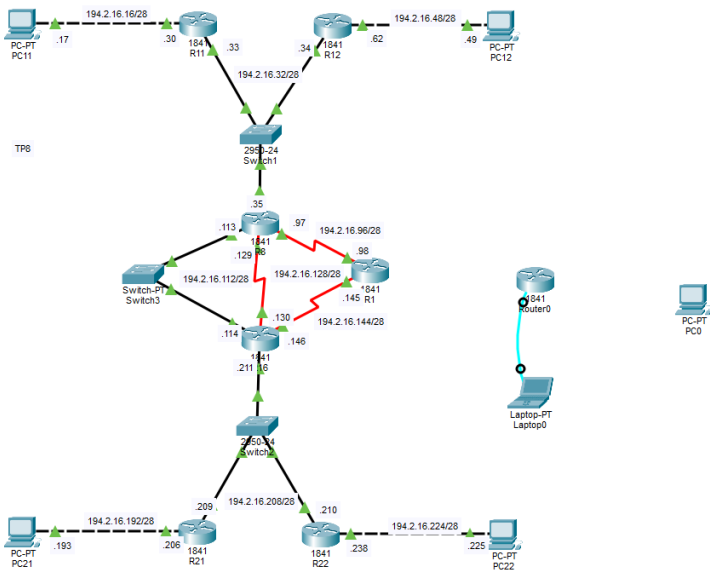 194.2.16.16/28
194.2.16.48/28
PC-PT
PC11
.17
.30
1841
R11
.33
.34
1841
R12
.62
.49
PC-PT
PC12
194.2.16.32/28
TP8
2950-24
Switch1
.35
.113
.97
194.2.16.96/28
1841
.129
.98
194.2.16.112/28
194.2.16.128/28
1841
R1
Switch-PT
Switch3
.145
1841
Router0
PC-PT
PC0
.130
194.2.16.144/28
.114
.146
1841
.211
Laptop-PT
Laptop0
2950-24
Switch2
194.2.16.208/28
.209
.210
194.2.16.192/28
194.2.16.224/28
PC-PT
PC21
.193
.206
1841
R21
1841
R22
.238
.225
PC-PT
PC22